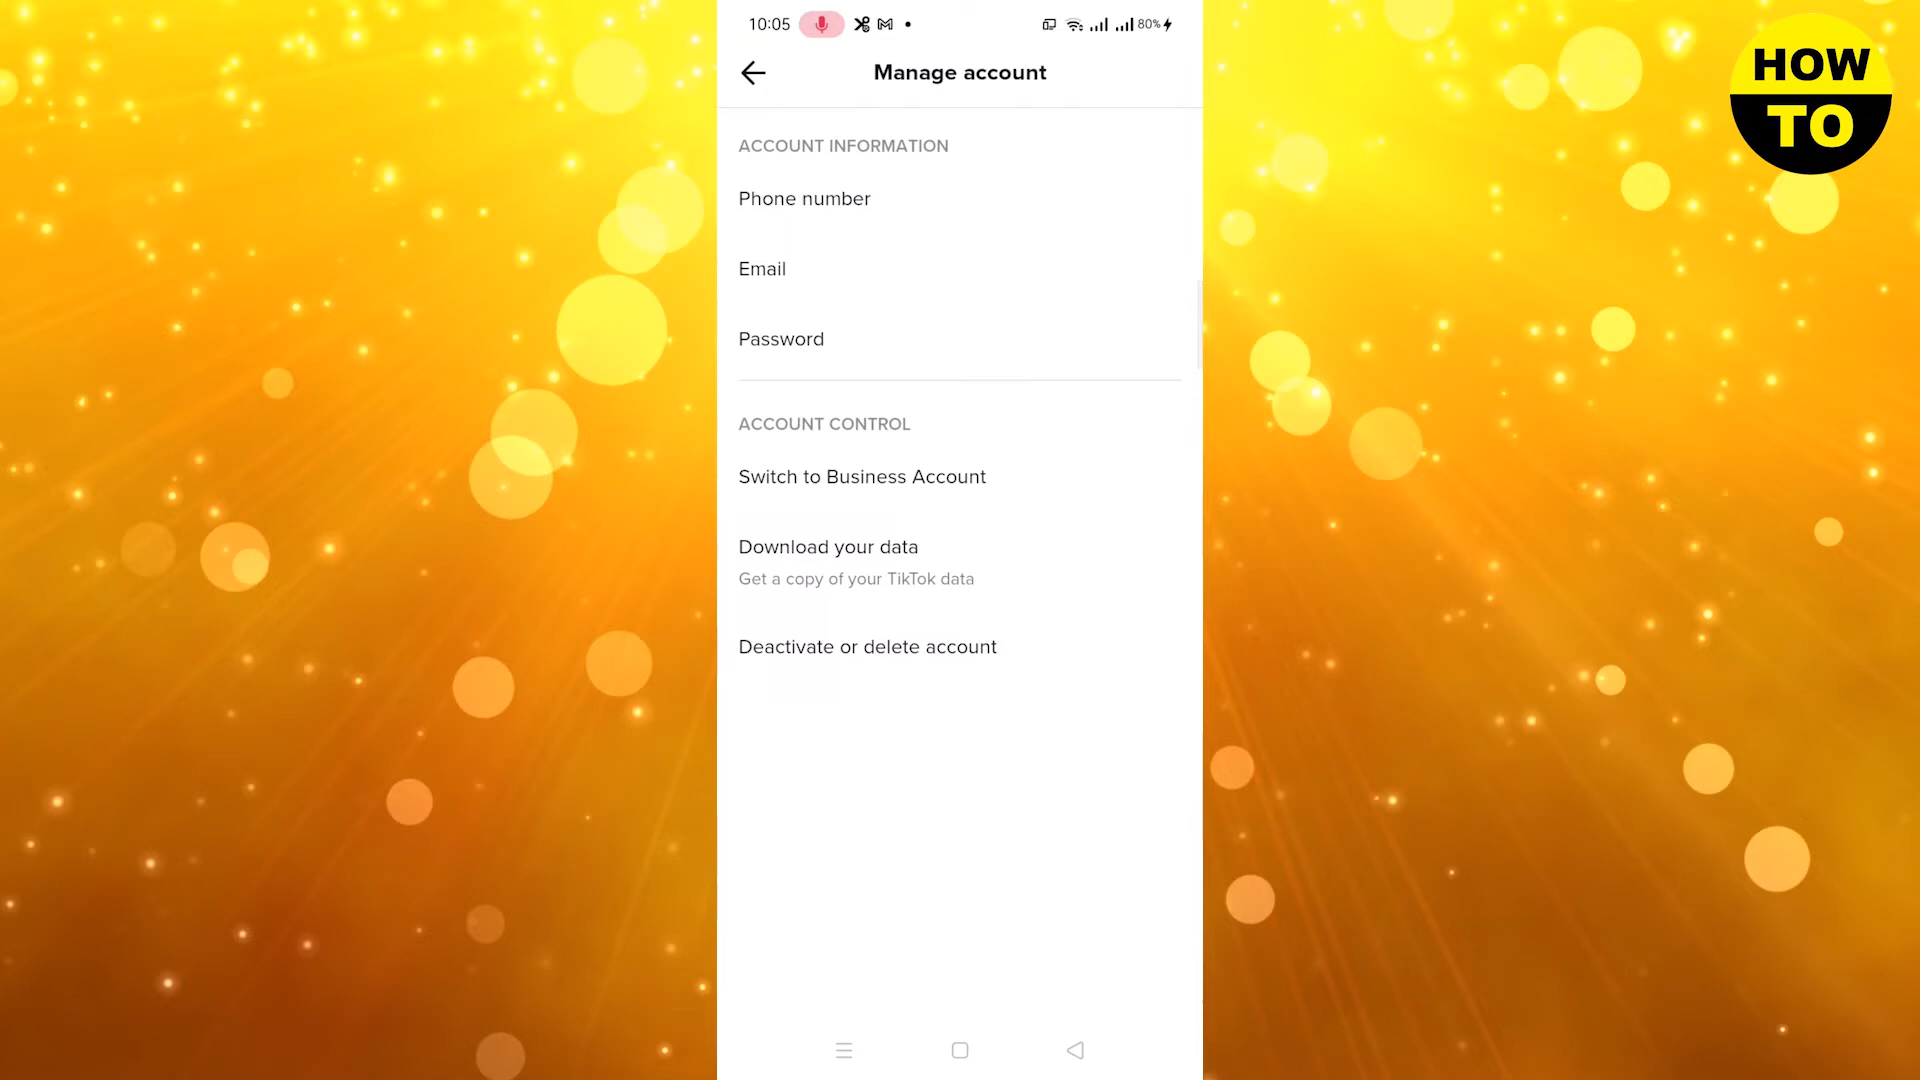 10:05
80%
Manage account
HOW
TO
ACCOUNT INFORMATION
Phone number
Email
Password
ACCOUNT CONTROL
Switch to Business Account
Download your data
Get a copy of your TikTok data
Deactivate or delete account